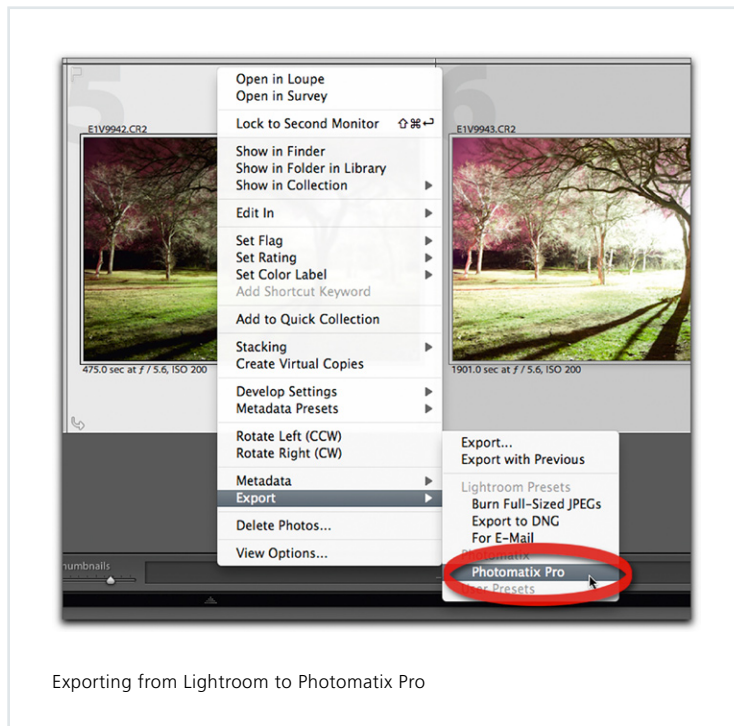 5
6
E1V9942.CR2
E1V9943.CR2
475.0 sec at f / 5.6, ISO 200
1901.0 sec at f / 5.6, ISO 200
Open in Loupe
Open in Survey
Lock to Second Monitor ⇧⌘↩
Show in Finder
Show in Folder in Library
Show in Collection
Edit In
Set Flag
Set Rating
Set Color Label
Add Shortcut Keyword
Add to Quick Collection
Stacking
Create Virtual Copies
Develop Settings
Metadata Presets
Rotate Left (CCW)
Rotate Right (CW)
Metadata
Export
Delete Photos...
View Options...
Export...
Export with Previous
Lightroom Presets
Burn Full-Sized JPEGs
Export to DNG
For E-Mail
Photomatix
Photomatix Pro
User Presets
humbnails
Exporting from Lightroom to Photomatix Pro